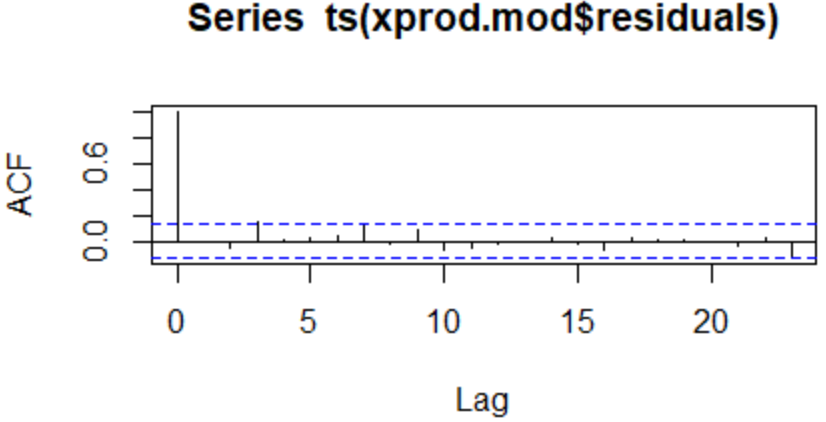 Series ts(xprod.mod$residuals)
ACF
0.6
0.0
0 5 10 15 20
Lag